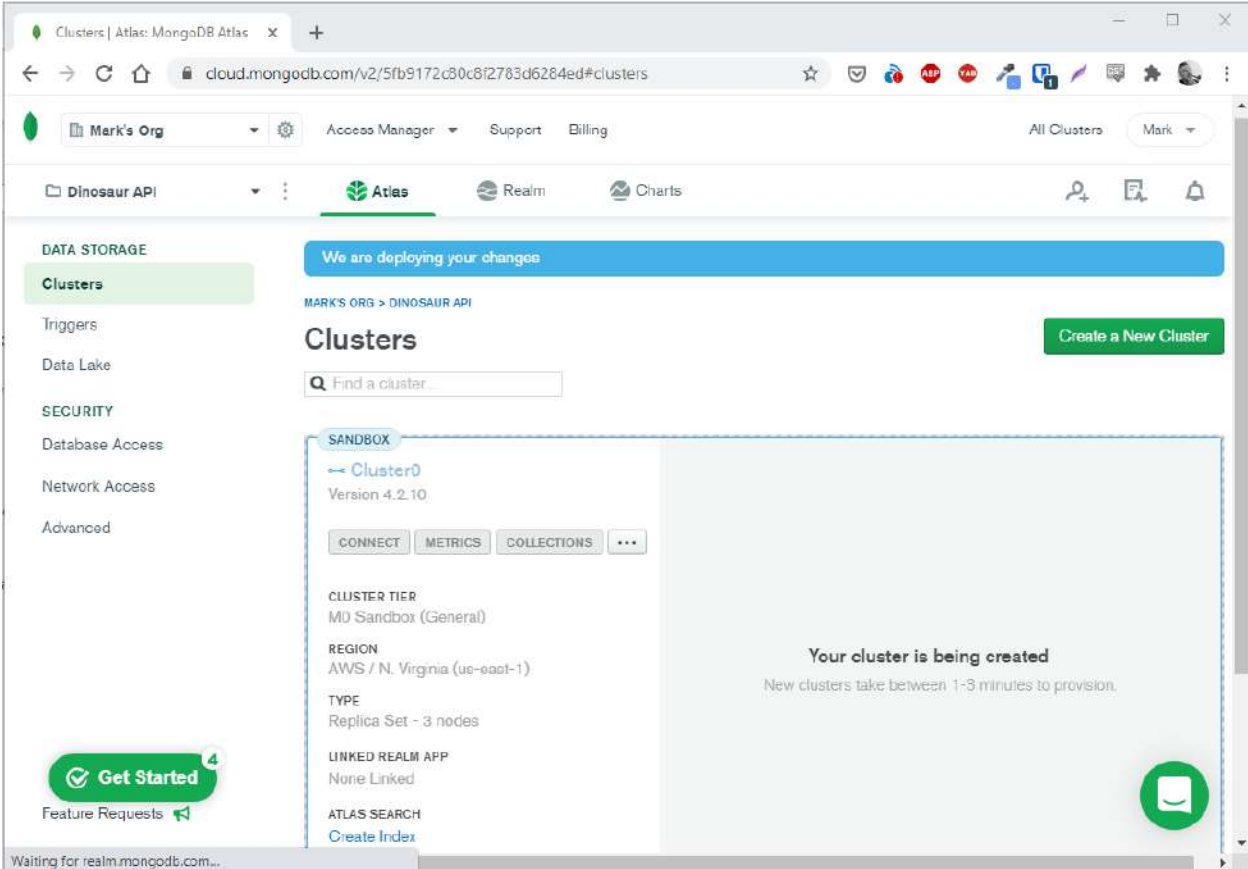 Clusters | Atlas: MongoDB Atlas
cloud.mongodb.com/v2/5fb9172c80c8f2783d6284ed#clusters
ABP
YAB
1
Mark's Org
Access Manager
Support
Billing
All Clusters
Mark
Dinosaur API
Atlas
Realm
Charts
DATA STORAGE
Clusters
Triggers
Data Lake
SECURITY
Database Access
Network Access
Advanced
4
Get Started
Feature Requests
We are deploying your changes
MARK'S ORG > DINOSAUR API
Clusters
Create a New Cluster
Find a cluster...
SANDBOX
Cluster0
Version 4.2.10
CONNECT
METRICS
COLLECTIONS
CLUSTER TIER
M0 Sandbox (General)
REGION
AWS / N. Virginia (us-east-1)
TYPE
Replica Set - 3 nodes
LINKED REALM APP
None Linked
ATLAS SEARCH
Create Index
Your cluster is being created
New clusters take between 1-3 minutes to provision.
Waiting for realm.mongodb.com...